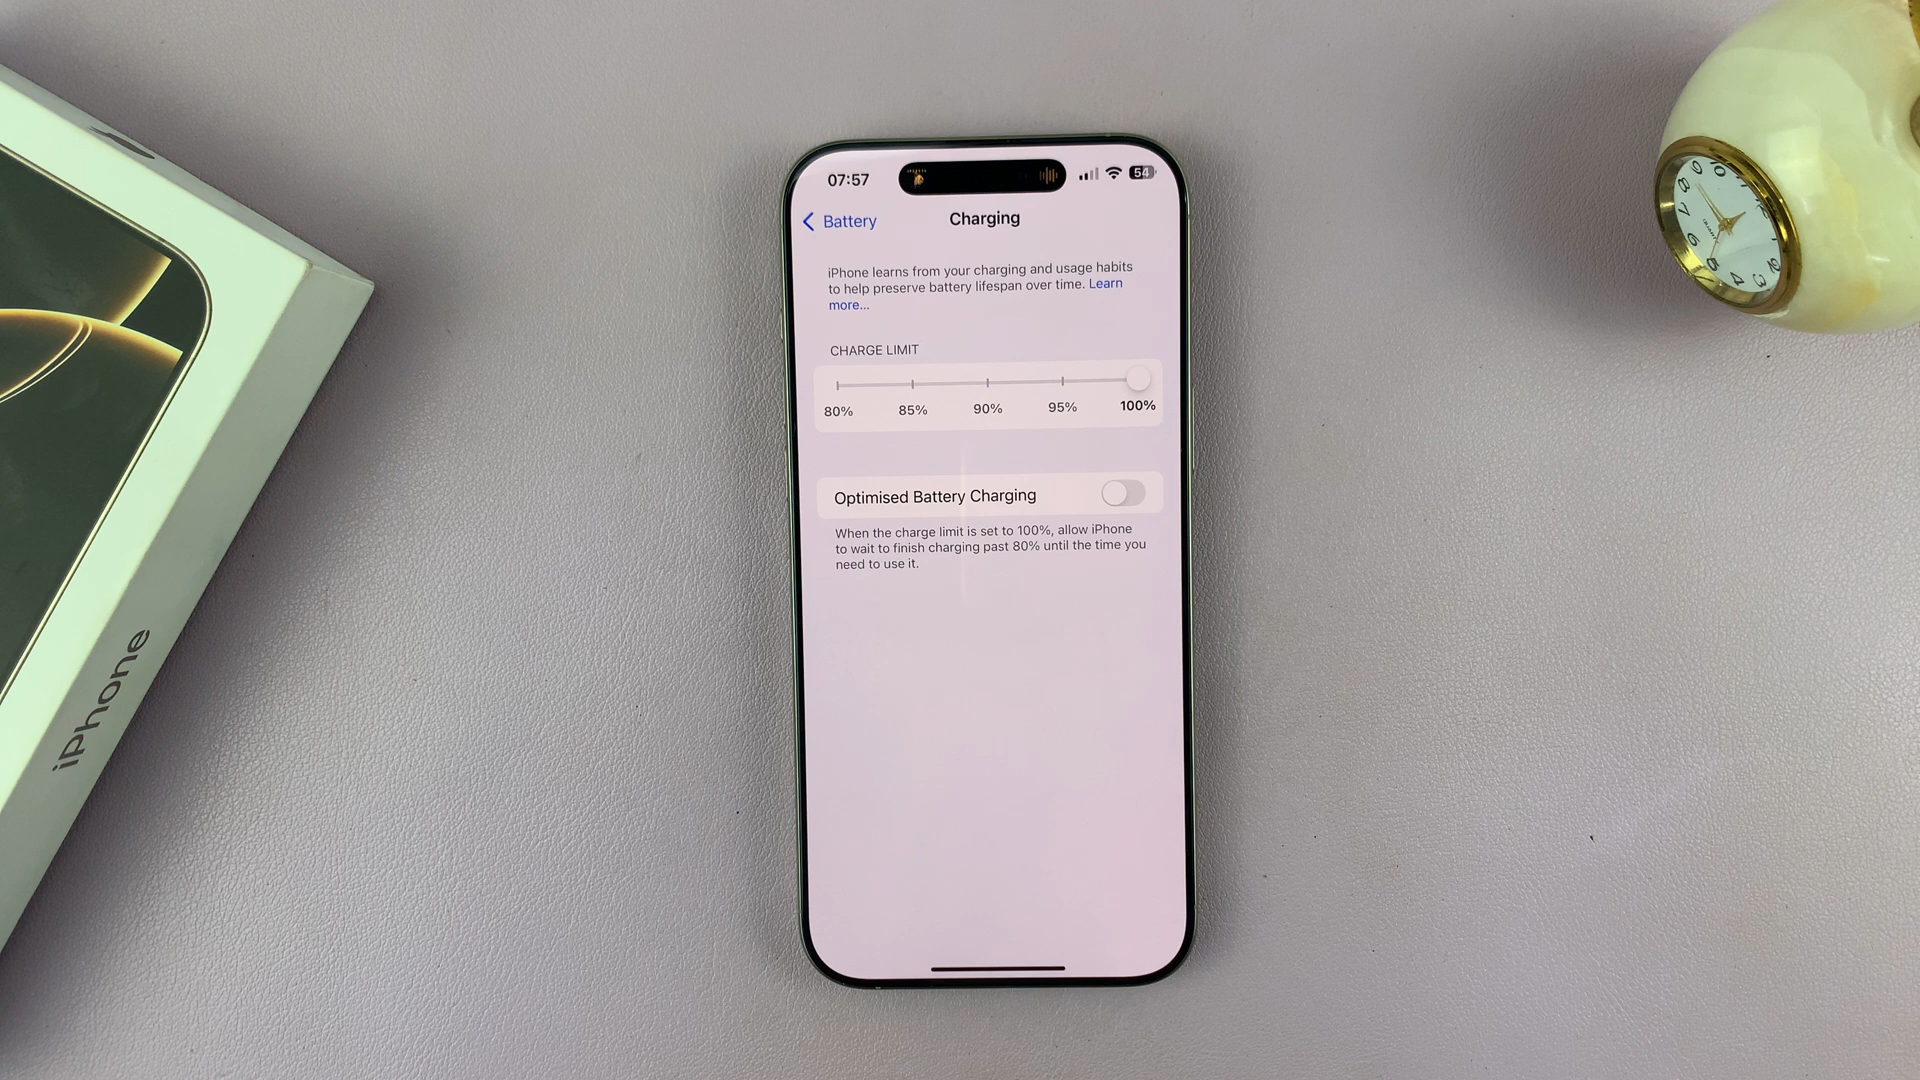 07:57
54
Battery
Charging
iPhone learns from your charging and usage habits
to help preserve battery lifespan over time. Learn
more...
CHARGE LIMIT
80% 85% 90% 95% 100%
Optimised Battery Charging
When the charge limit is set to 100%, allow iPhone
to wait to finish charging past 80% until the time you
need to use it.
iPhone